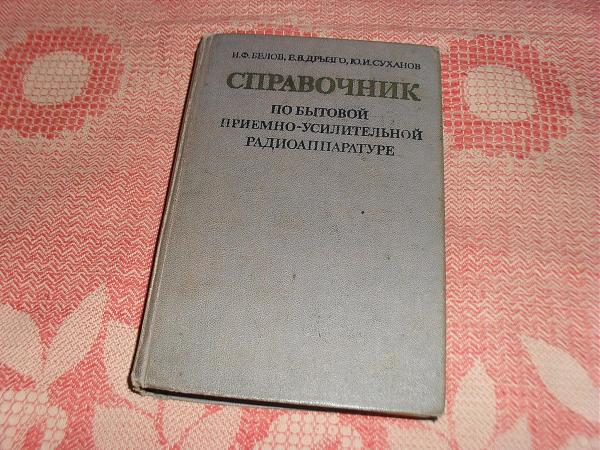 И.Ф.БЕЛОВ, Е.В.ДРЫЗГО, Ю.И.СУХАНОВ
СПРАВОЧНИК
ПО БЫТОВОЙ
ПРИЕМНО-УСИЛИТЕЛЬНОЙ
РАДИОАППАРАТУРЕ